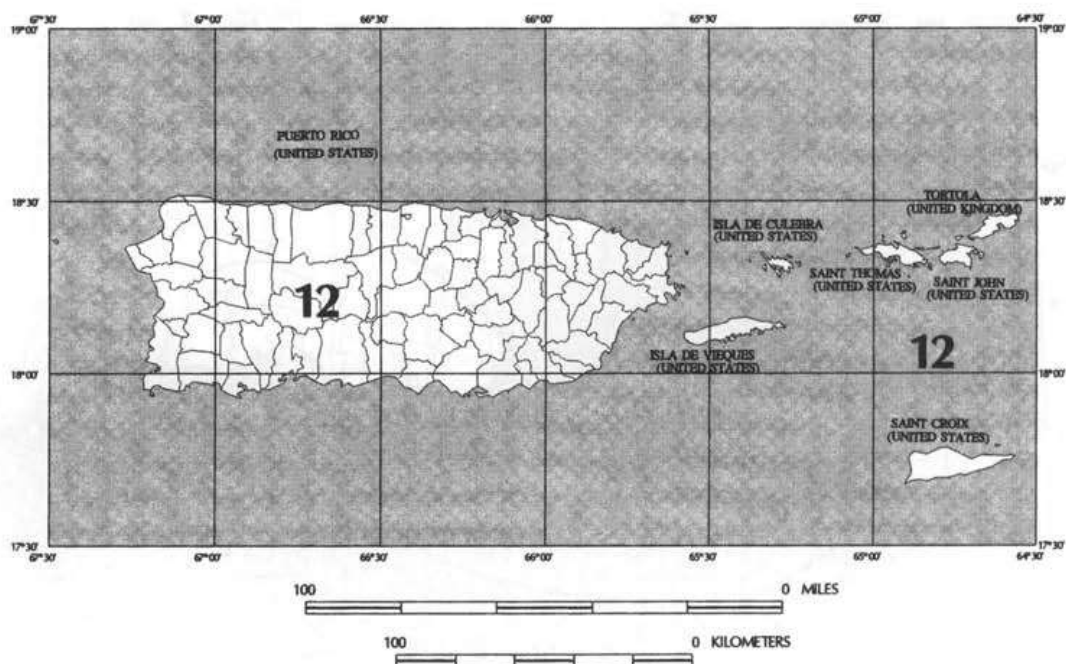 67°30' 67°00' 66°30' 66°00' 65°30' 65°00' 64°30'
19°00' 19°00'
PUERTO RICO
(UNITED STATES)
18°30' 18°30'
TORTOLA
(UNITED KINGDOM)
ISLA DE CULEBRA
(UNITED STATES)
SAINT THOMAS
(UNITED STATES)
SAINT JOHN
(UNITED STATES)
12
12
ISLA DE VIEQUES
(UNITED STATES)
18°00' 18°00'
SAINT CROIX
(UNITED STATES)
17°30' 17°30'
67°30' 67°00' 66°30' 66°00' 65°30' 65°00' 64°30'
100 0 MILES
100 0 KILOMETERS